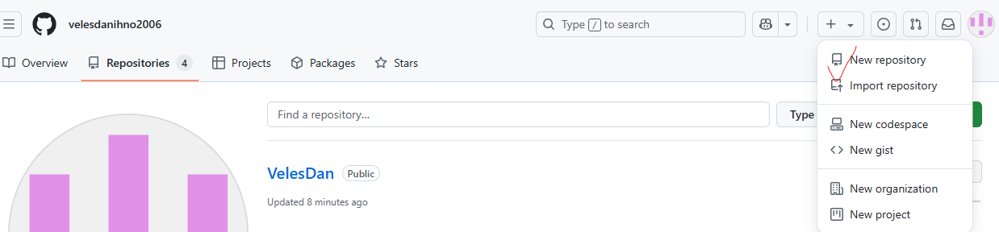 velesdanihno2006
Type / to search
Overview
Repositories 4
Projects
Packages
Stars
New repository
Import repository
New codespace
New gist
New organization
New project
Find a repository...
Type
VelesDan Public
Updated 8 minutes ago